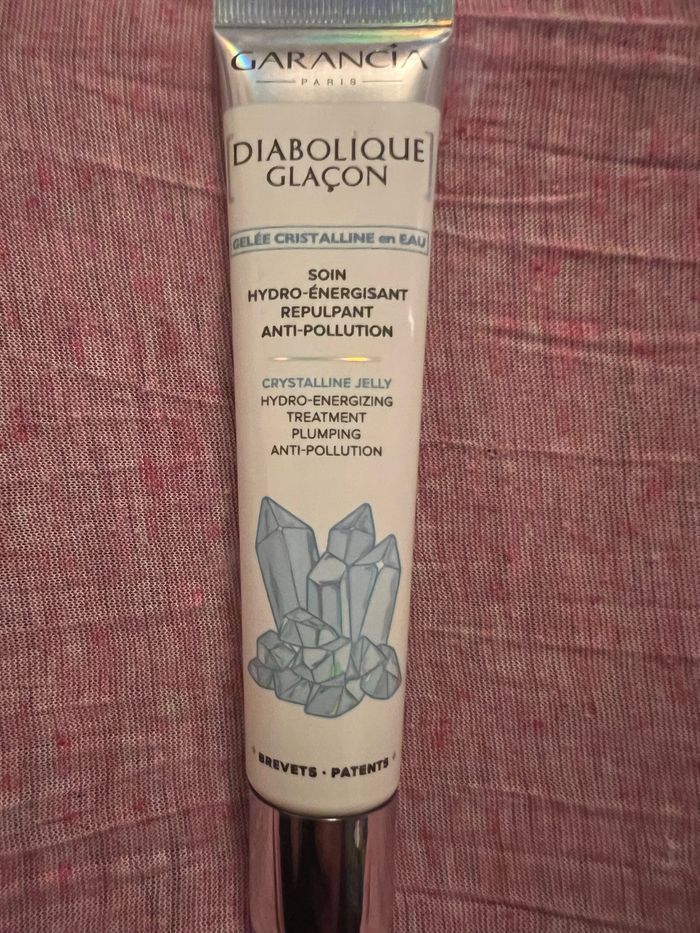 GARANCIA
PARIS
DIABOLIQUE
GLAÇON
GELÉE CRISTALLINE en EAU
SOIN
HYDRO-ÉNERGISANT
REPULPANT
ANTI-POLLUTION
CRYSTALLINE JELLY
HYDRO-ENERGIZING
TREATMENT
PLUMPING
ANTI-POLLUTION
BREVETS · PATENTS